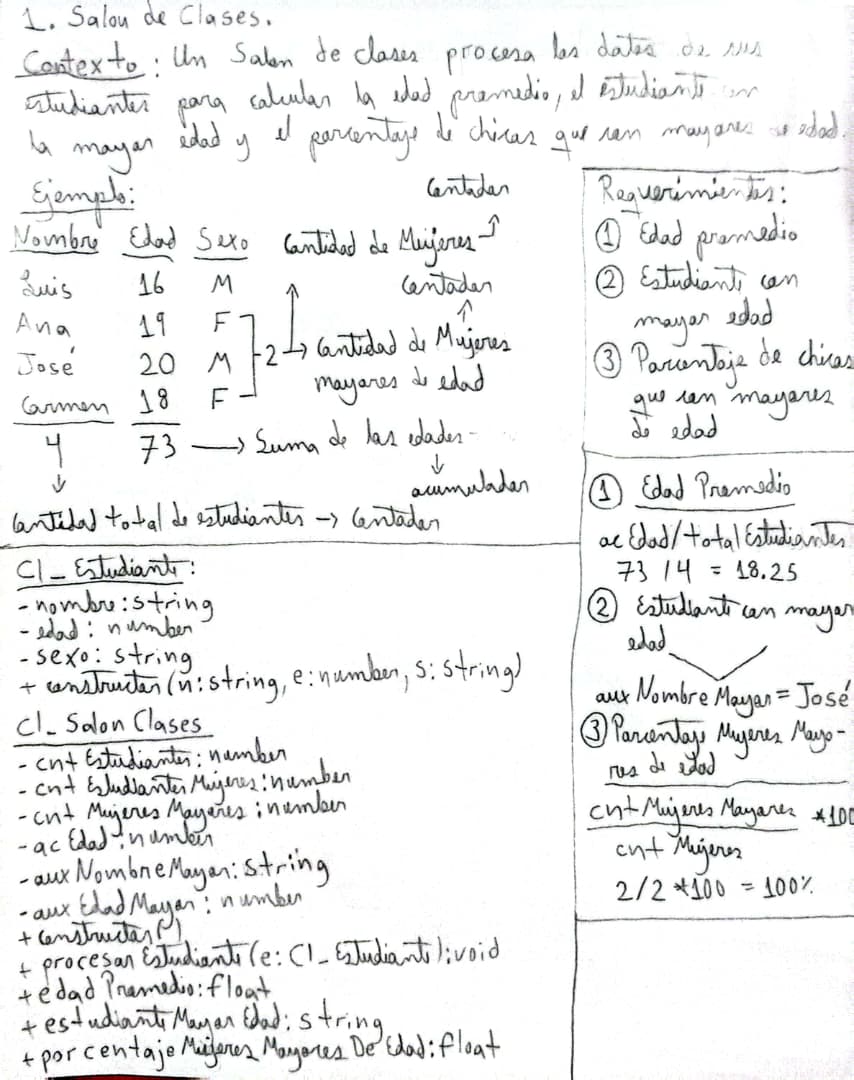 1. Salon de Clases.
Contexto: Un Salon de clases procesa los datos de sus
estudiantes para calcular la edad promedio, el estudiante con
la mayor edad y el porcentaje de chicas que son mayores de edad.
Ejemplo:
Nombre Edad Sexo
Luis 16 M
Ana 19 F
José 20 M
Carmen 18 F
2
Contador
Cantidad de Mujeres
Contador
Cantidad de Mujeres
mayores de edad
4 73 → Suma de las edades
acumulador
Cantidad total de estudiantes → Contador
Requerimientos:
① Edad promedio
② Estudiante con
mayor edad
③ Porcentaje de chicas
que son mayores
de edad
① Edad Promedio
ac Edad/total Estudiantes
73 / 4 = 18.25
② Estudiante con mayor
edad
aux Nombre Mayor = José
③ Porcentaje Mujeres Mayo-
res de edad
cnt Mujeres Mayores *100
cnt Mujeres
2/2 *100 = 100%
Cl_Estudiante:
- nombre: string
- edad: number
- sexo: string
+ constructor (n: string, e: number, s: string)
Cl_Salon Clases
- cnt Estudiantes: number
- cnt Estudiantes Mujeres: number
- cnt Mujeres Mayores: number
- ac Edad: number
- aux Nombre Mayor: string
- aux Edad Mayor: number
+ constructor()
+ procesar Estudiante (e: Cl_Estudiante): void
+ edad Promedio: float
+ estudiante Mayor Edad: string
+ porcentaje Mujeres Mayores De Edad: float